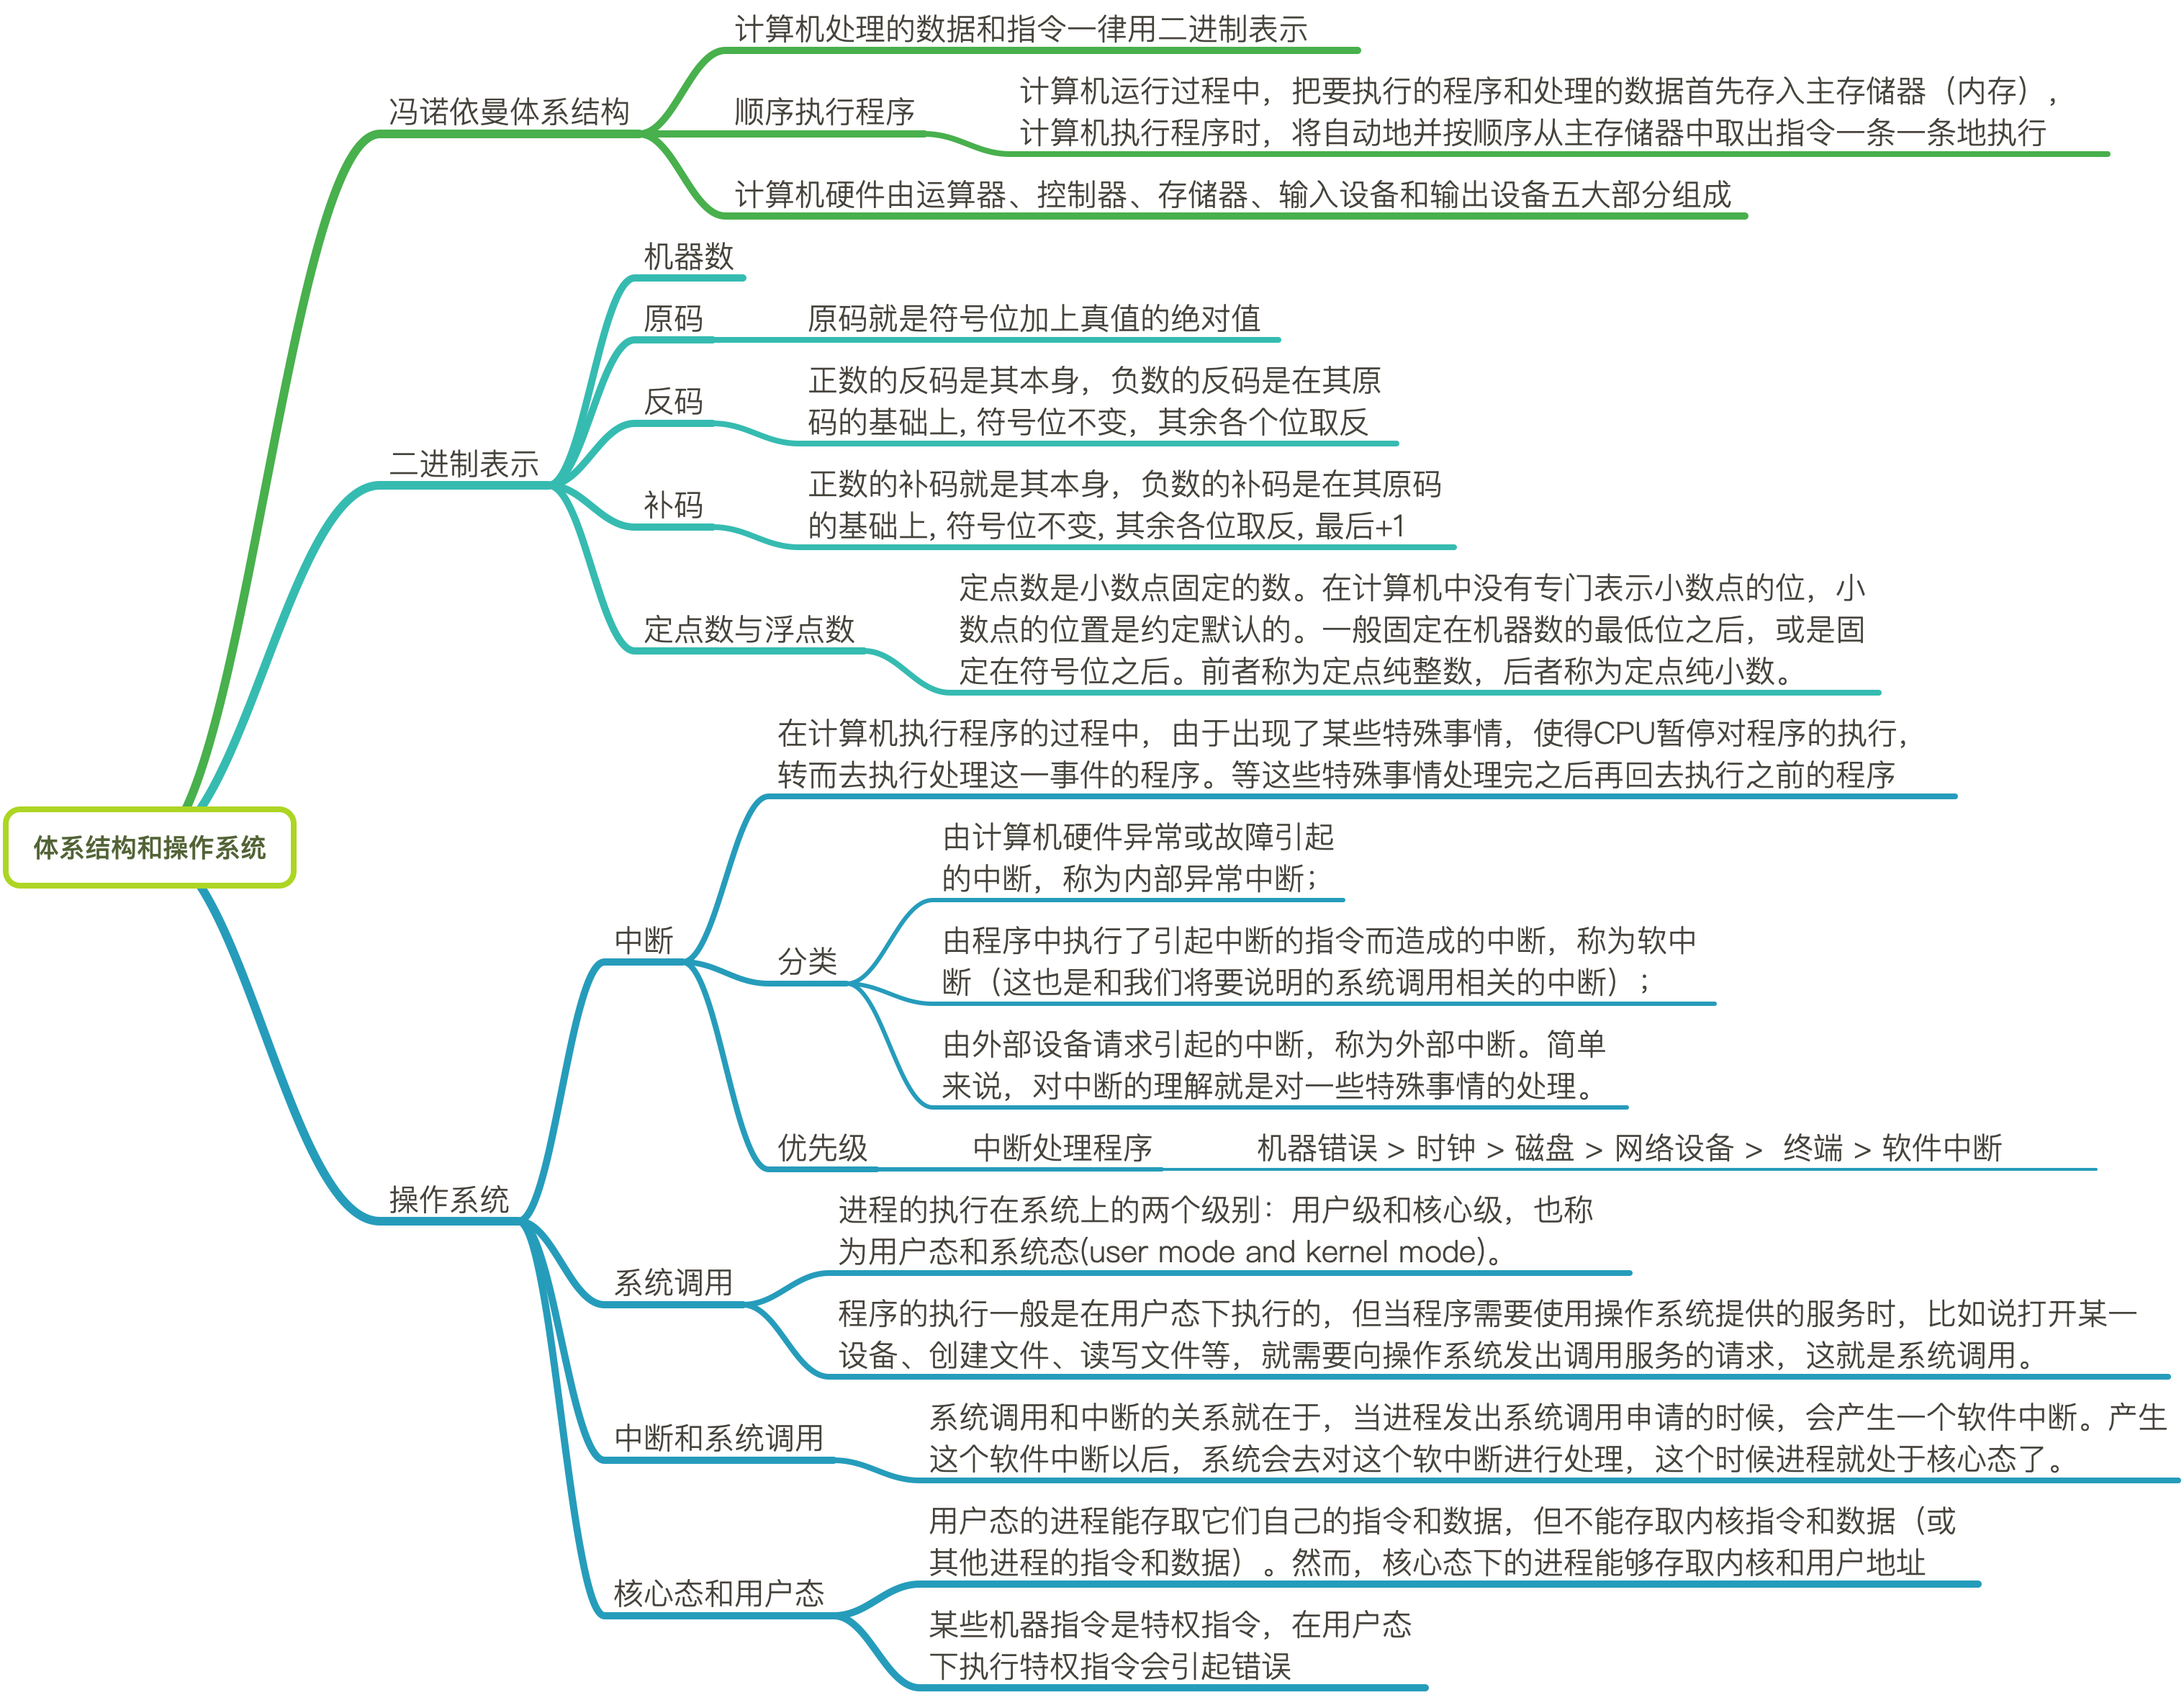 计算机处理的数据和指令一律用二进制表示
冯诺依曼体系结构
顺序执行程序
计算机运行过程中，把要执行的程序和处理的数据首先存入主存储器（内存），
计算机执行程序时，将自动地并按顺序从主存储器中取出指令一条一条地执行
计算机硬件由运算器、控制器、存储器、输入设备和输出设备五大部分组成
机器数
原码
原码就是符号位加上真值的绝对值
反码
正数的反码是其本身，负数的反码是在其原
码的基础上, 符号位不变，其余各个位取反
二进制表示
补码
正数的补码就是其本身，负数的补码是在其原码
的基础上, 符号位不变, 其余各位取反, 最后+1
定点数与浮点数
定点数是小数点固定的数。在计算机中没有专门表示小数点的位，小
数点的位置是约定默认的。一般固定在机器数的最低位之后，或是固
定在符号位之后。前者称为定点纯整数，后者称为定点纯小数。
体系结构和操作系统
在计算机执行程序的过程中，由于出现了某些特殊事情，使得CPU暂停对程序的执行，
转而去执行处理这一事件的程序。等这些特殊事情处理完之后再回去执行之前的程序
中断
分类
由计算机硬件异常或故障引起
的中断，称为内部异常中断；
由程序中执行了引起中断的指令而造成的中断，称为软中
断（这也是和我们将要说明的系统调用相关的中断）；
由外部设备请求引起的中断，称为外部中断。简单
来说，对中断的理解就是对一些特殊事情的处理。
优先级
中断处理程序
机器错误 > 时钟 > 磁盘 > 网络设备 >  终端 > 软件中断
操作系统
系统调用
进程的执行在系统上的两个级别：用户级和核心级，也称
为用户态和系统态(user mode and kernel mode)。
程序的执行一般是在用户态下执行的，但当程序需要使用操作系统提供的服务时，比如说打开某一
设备、创建文件、读写文件等，就需要向操作系统发出调用服务的请求，这就是系统调用。
中断和系统调用
系统调用和中断的关系就在于，当进程发出系统调用申请的时候，会产生一个软件中断。产生
这个软件中断以后，系统会去对这个软中断进行处理，这个时候进程就处于核心态了。
核心态和用户态
用户态的进程能存取它们自己的指令和数据，但不能存取内核指令和数据（或
其他进程的指令和数据）。然而，核心态下的进程能够存取内核和用户地址
某些机器指令是特权指令，在用户态
下执行特权指令会引起错误